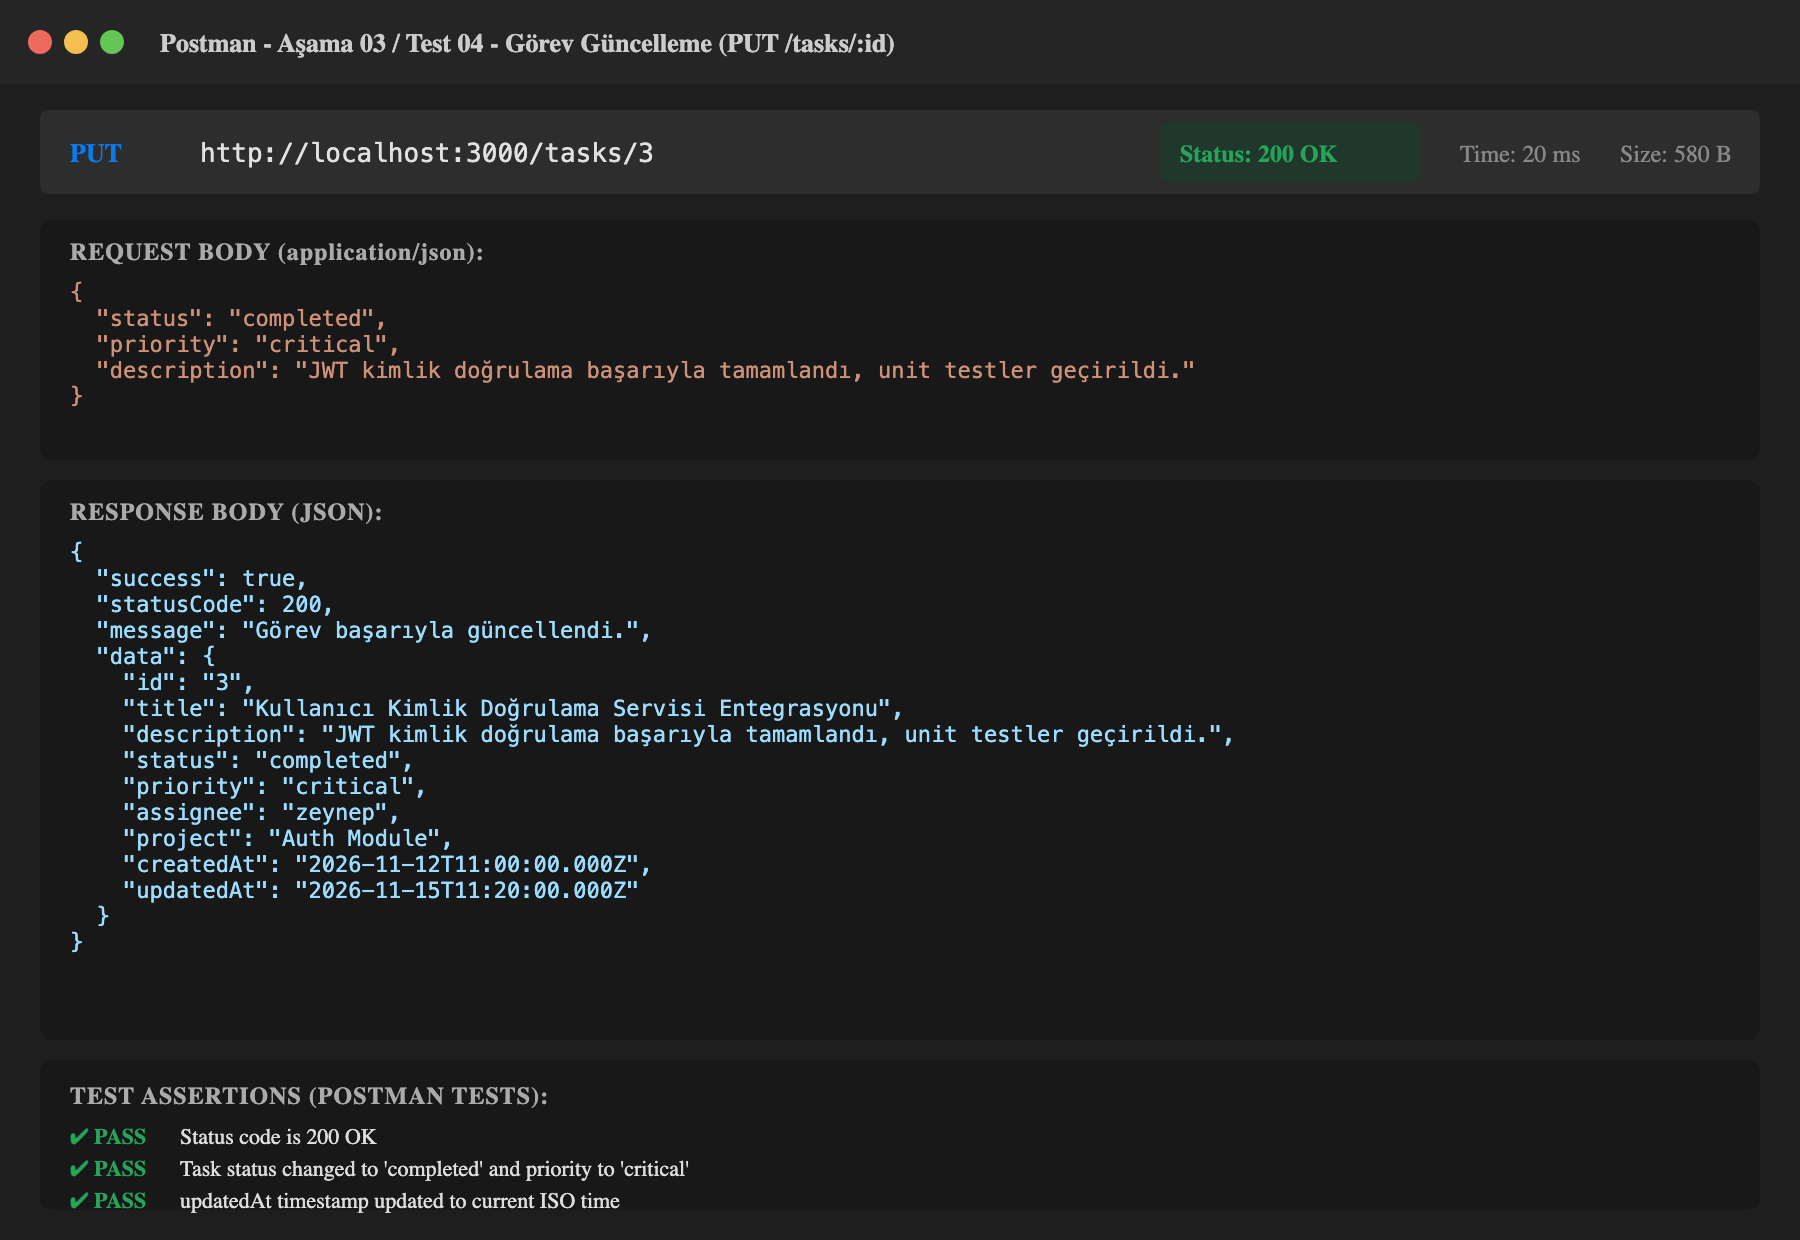 Postman - Aşama 03 / Test 04 - Görev Güncelleme (PUT /tasks/:id)
PUT http://localhost:3000/tasks/3 Status: 200 OK Time: 20 ms Size: 580 B
REQUEST BODY (application/json):
{
  "status": "completed",
  "priority": "critical",
  "description": "JWT kimlik doğrulama başarıyla tamamlandı, unit testler geçirildi."
}
RESPONSE BODY (JSON):
{
  "success": true,
  "statusCode": 200,
  "message": "Görev başarıyla güncellendi.",
  "data": {
    "id": "3",
    "title": "Kullanıcı Kimlik Doğrulama Servisi Entegrasyonu",
    "description": "JWT kimlik doğrulama başarıyla tamamlandı, unit testler geçirildi.",
    "status": "completed",
    "priority": "critical",
    "assignee": "zeynep",
    "project": "Auth Module",
    "createdAt": "2026-11-12T11:00:00.000Z",
    "updatedAt": "2026-11-15T11:20:00.000Z"
  }
}
TEST ASSERTIONS (POSTMAN TESTS):
✔ PASS Status code is 200 OK
✔ PASS Task status changed to 'completed' and priority to 'critical'
✔ PASS updatedAt timestamp updated to current ISO time